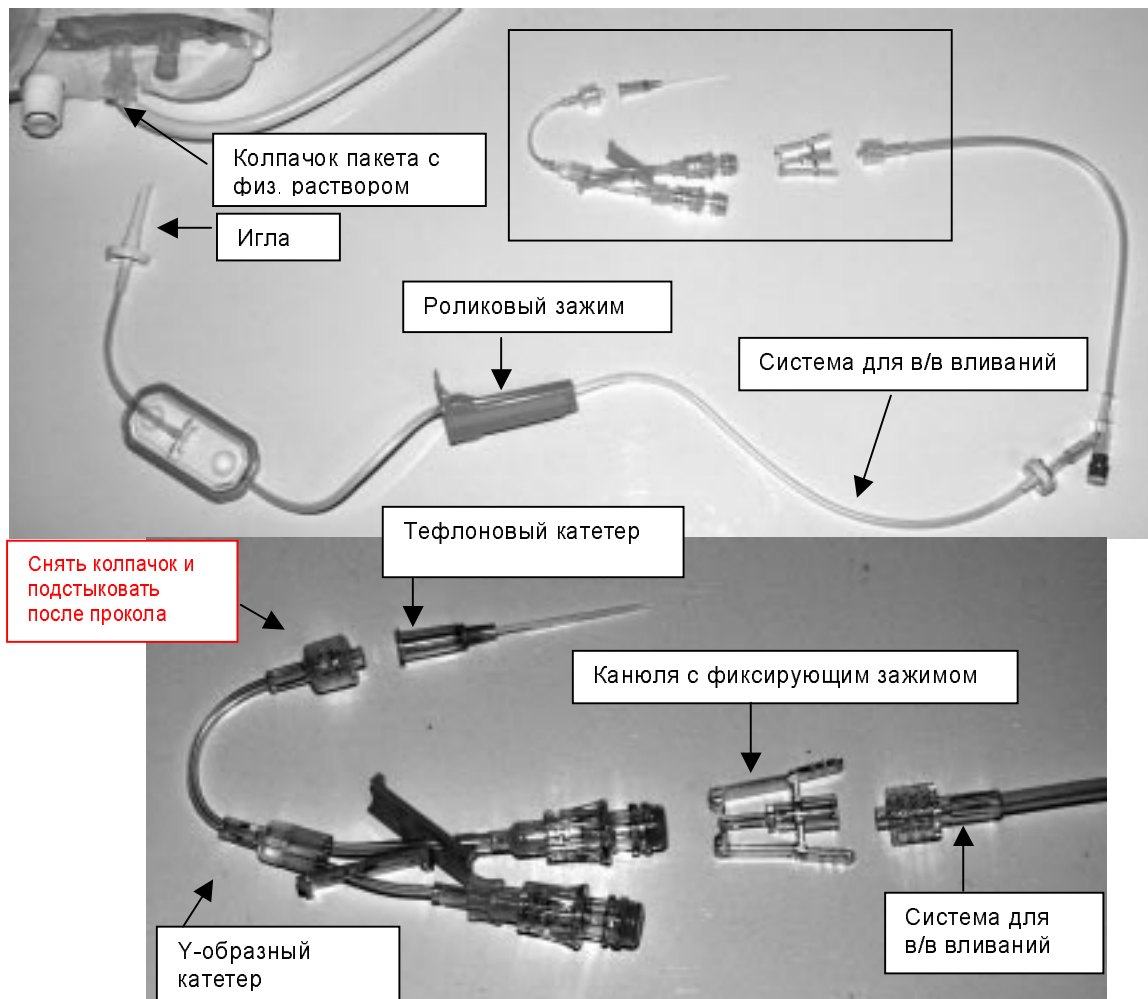 Колпачок пакета с
физ. раствором
Игла
Роликовый зажим
Система для в/в вливаний
Тефлоновый катетер
Снять колпачок и
подстыковать
после прокола
Канюля с фиксирующим зажимом
Система для
в/в вливаний
Y-образный
катетер